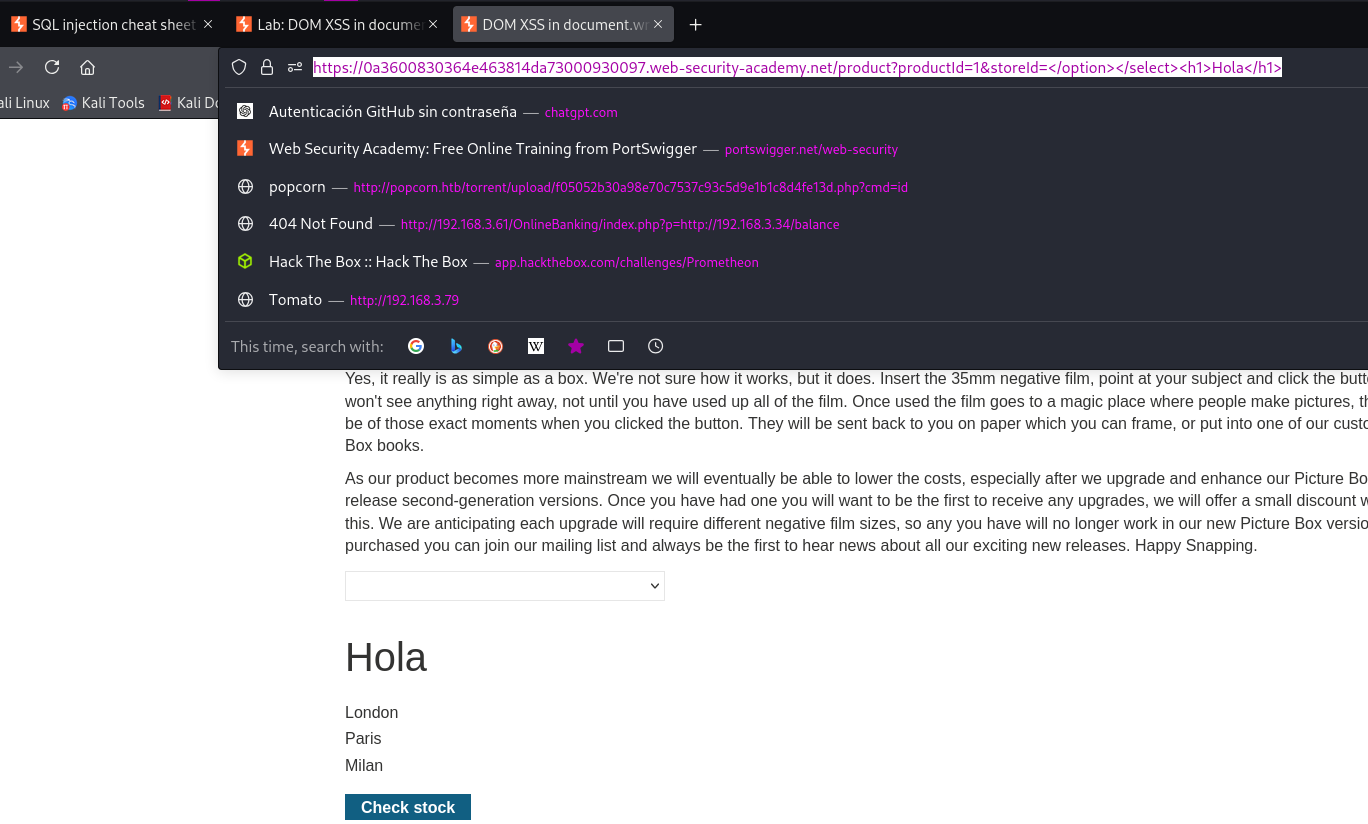 SQL injection cheat sheet
Lab: DOM XSS in docume
DOM XSS in document.w
https://0a3600830364e463814da73000930097.web-security-academy.net/product?productId=1&storeId=</option></select><h1>Hola</h1>
ali Linux
Kali Tools
Kali Do
Autenticación GitHub sin contraseña — chatgpt.com
Web Security Academy: Free Online Training from PortSwigger — portswigger.net/web-security
popcorn — http://popcorn.htb/torrent/upload/f05052b30a98e70c7537c93c5d9e1b1c8d4fe13d.php?cmd=id
404 Not Found — http://192.168.3.61/OnlineBanking/index.php?p=http://192.168.3.34/balance
Hack The Box :: Hack The Box — app.hackthebox.com/challenges/Prometheon
Tomato — http://192.168.3.79
This time, search with:
W
Yes, it really is as simple as a box. We're not sure how it works, but it does. Insert the 35mm negative film, point at your subject and click the butt
won't see anything right away, not until you have used up all of the film. Once used the film goes to a magic place where people make pictures, th
be of those exact moments when you clicked the button. They will be sent back to you on paper which you can frame, or put into one of our custo
Box books.
As our product becomes more mainstream we will eventually be able to lower the costs, especially after we upgrade and enhance our Picture Bo
release second-generation versions. Once you have had one you will want to be the first to receive any upgrades, we will offer a small discount w
this. We are anticipating each upgrade will require different negative film sizes, so any you have will no longer work in our new Picture Box versio
purchased you can join our mailing list and always be the first to hear news about all our exciting new releases. Happy Snapping.
Hola
London
Paris
Milan
Check stock